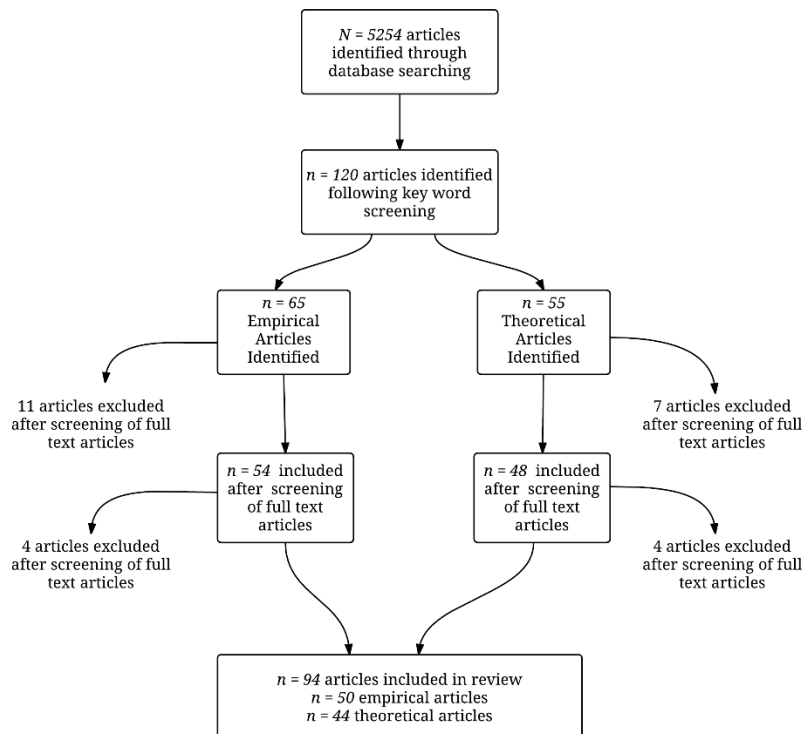 N = 5254 articles
identified through
database searching
n = 120 articles identified
following key word
screening
n = 65
Empirical
Articles
Identified
n = 55
Theoretical
Articles
Identified
11 articles excluded
after screening of full
text articles
7 articles excluded
after screening of full
text articles
n = 54 included
after screening
of full text
articles
n = 48 included
after screening
of full text
articles
4 articles excluded
after screening of full
text articles
4 articles excluded
after screening of full
text articles
n = 94 articles included in review
n = 50 empirical articles
n = 44 theoretical articles